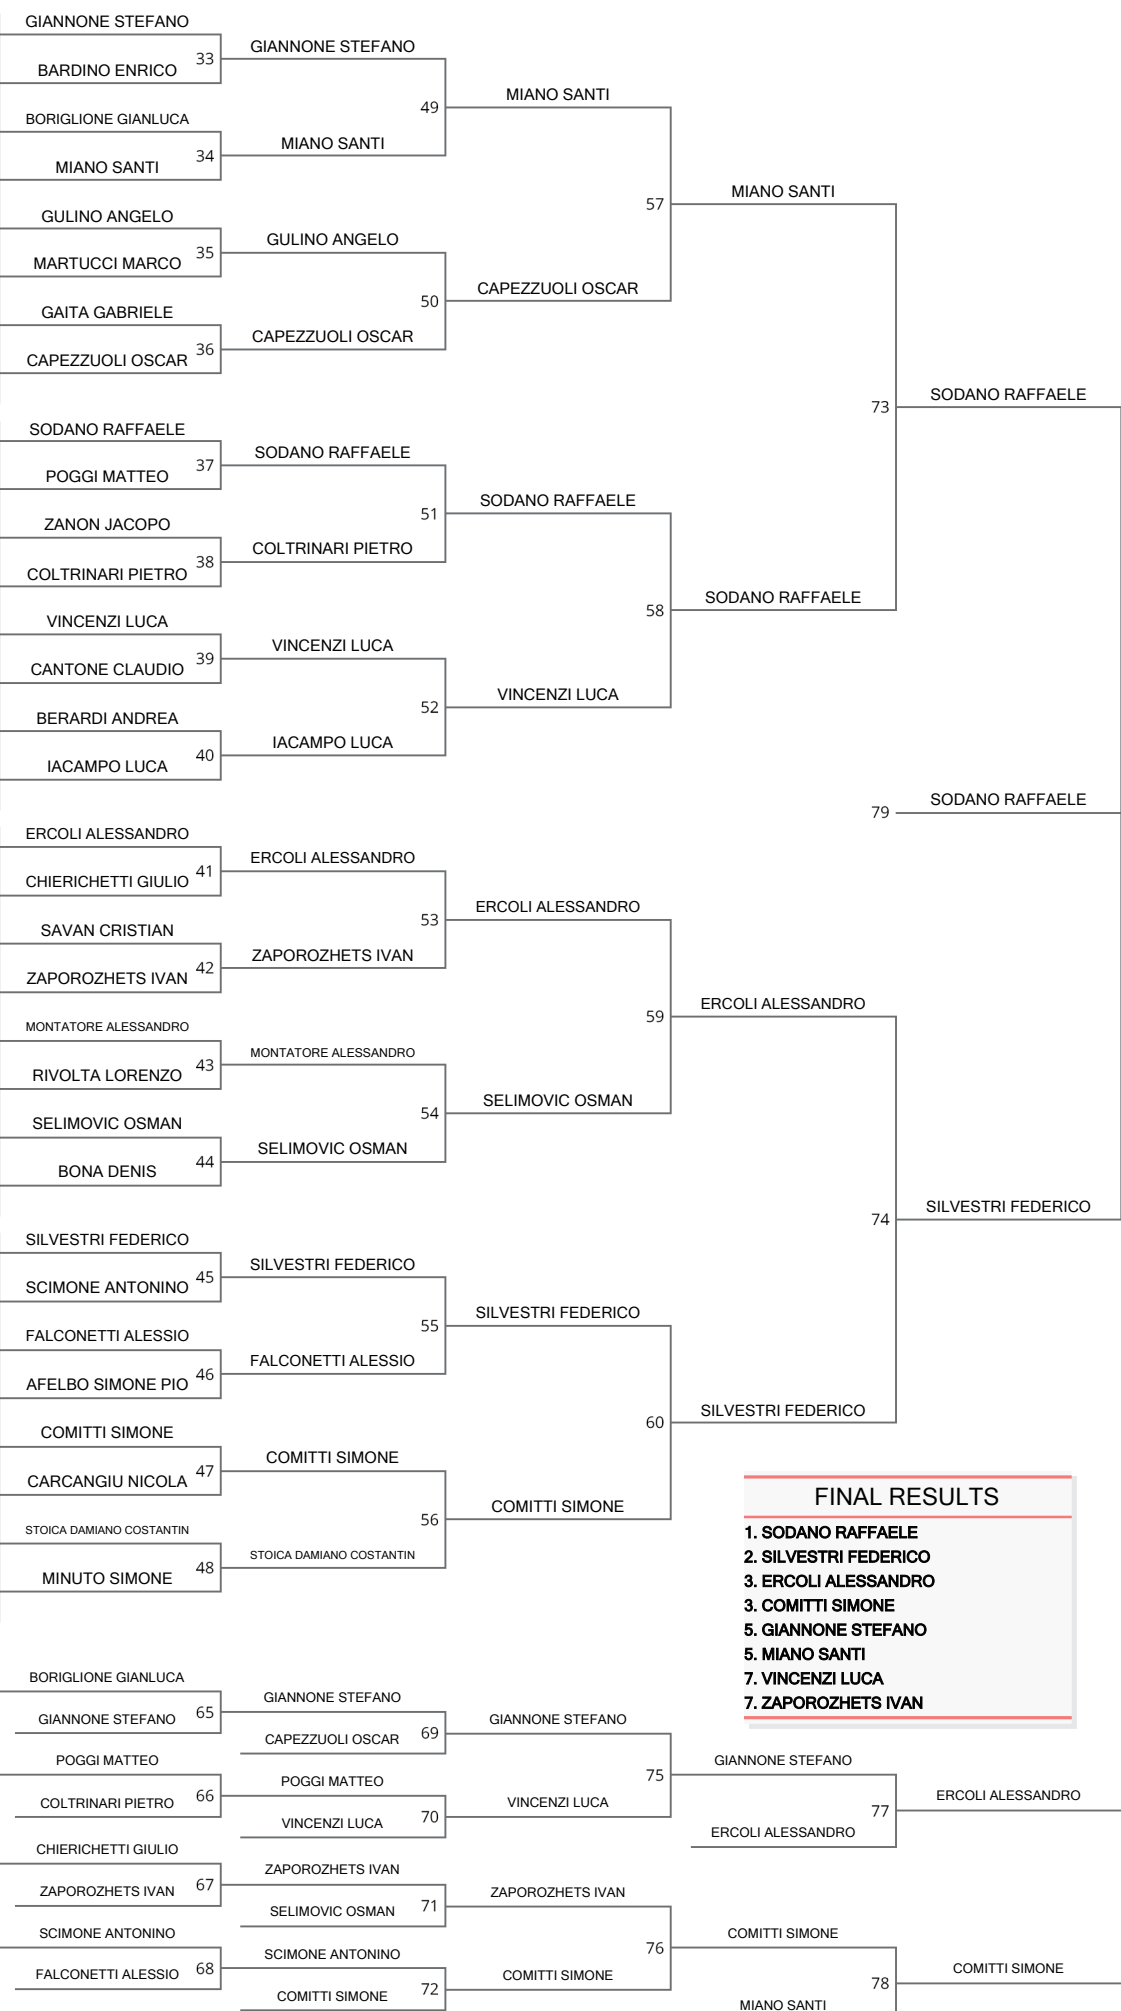 GIANNONE STEFANO
33
BARDINO ENRICO
GIANNONE STEFANO
49
BORIGLIONE GIANLUCA
34
MIANO SANTI
MIANO SANTI
MIANO SANTI
57
GULINO ANGELO
35
MARTUCCI MARCO
GULINO ANGELO
50
GAITA GABRIELE
36
CAPEZZUOLI OSCAR
CAPEZZUOLI OSCAR
CAPEZZUOLI OSCAR
MIANO SANTI
73
SODANO RAFFAELE
37
POGGI MATTEO
SODANO RAFFAELE
51
ZANON JACOPO
38
COLTRINARI PIETRO
COLTRINARI PIETRO
SODANO RAFFAELE
58
VINCENZI LUCA
39
CANTONE CLAUDIO
VINCENZI LUCA
52
BERARDI ANDREA
40
IACAMPO LUCA
IACAMPO LUCA
VINCENZI LUCA
SODANO RAFFAELE
SODANO RAFFAELE
79
SODANO RAFFAELE
ERCOLI ALESSANDRO
41
CHIERICHETTI GIULIO
ERCOLI ALESSANDRO
53
SAVAN CRISTIAN
42
ZAPOROZHETS IVAN
ZAPOROZHETS IVAN
ERCOLI ALESSANDRO
59
MONTATORE ALESSANDRO
43
RIVOLTA LORENZO
MONTATORE ALESSANDRO
54
SELIMOVIC OSMAN
44
BONA DENIS
SELIMOVIC OSMAN
SELIMOVIC OSMAN
ERCOLI ALESSANDRO
74
SILVESTRI FEDERICO
SILVESTRI FEDERICO
45
SCIMONE ANTONINO
SILVESTRI FEDERICO
55
FALCONETTI ALESSIO
46
AFELBO SIMONE PIO
FALCONETTI ALESSIO
SILVESTRI FEDERICO
60
COMITTI SIMONE
47
CARCANGIU NICOLA
COMITTI SIMONE
56
STOICA DAMIANO COSTANTIN
48
MINUTO SIMONE
STOICA DAMIANO COSTANTIN
COMITTI SIMONE
SILVESTRI FEDERICO
FINAL RESULTS
1. SODANO RAFFAELE
2. SILVESTRI FEDERICO
3. ERCOLI ALESSANDRO
3. COMITTI SIMONE
5. GIANNONE STEFANO
5. MIANO SANTI
7. VINCENZI LUCA
7. ZAPOROZHETS IVAN
BORIGLIONE GIANLUCA
65
GIANNONE STEFANO
GIANNONE STEFANO
69
CAPEZZUOLI OSCAR
GIANNONE STEFANO
75
POGGI MATTEO
66
COLTRINARI PIETRO
POGGI MATTEO
70
VINCENZI LUCA
VINCENZI LUCA
GIANNONE STEFANO
77
ERCOLI ALESSANDRO
ERCOLI ALESSANDRO
CHIERICHETTI GIULIO
67
ZAPOROZHETS IVAN
ZAPOROZHETS IVAN
71
SELIMOVIC OSMAN
ZAPOROZHETS IVAN
76
SCIMONE ANTONINO
68
FALCONETTI ALESSIO
SCIMONE ANTONINO
72
COMITTI SIMONE
COMITTI SIMONE
COMITTI SIMONE
78
MIANO SANTI
COMITTI SIMONE